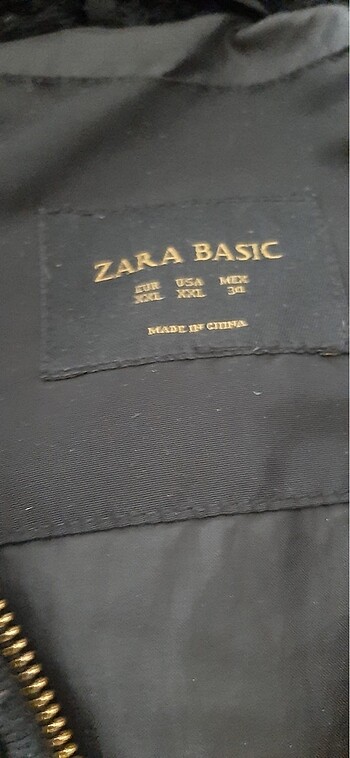 ZARA BASIC
EUR USA MEX
XXL XXL
MADE IN CHINA